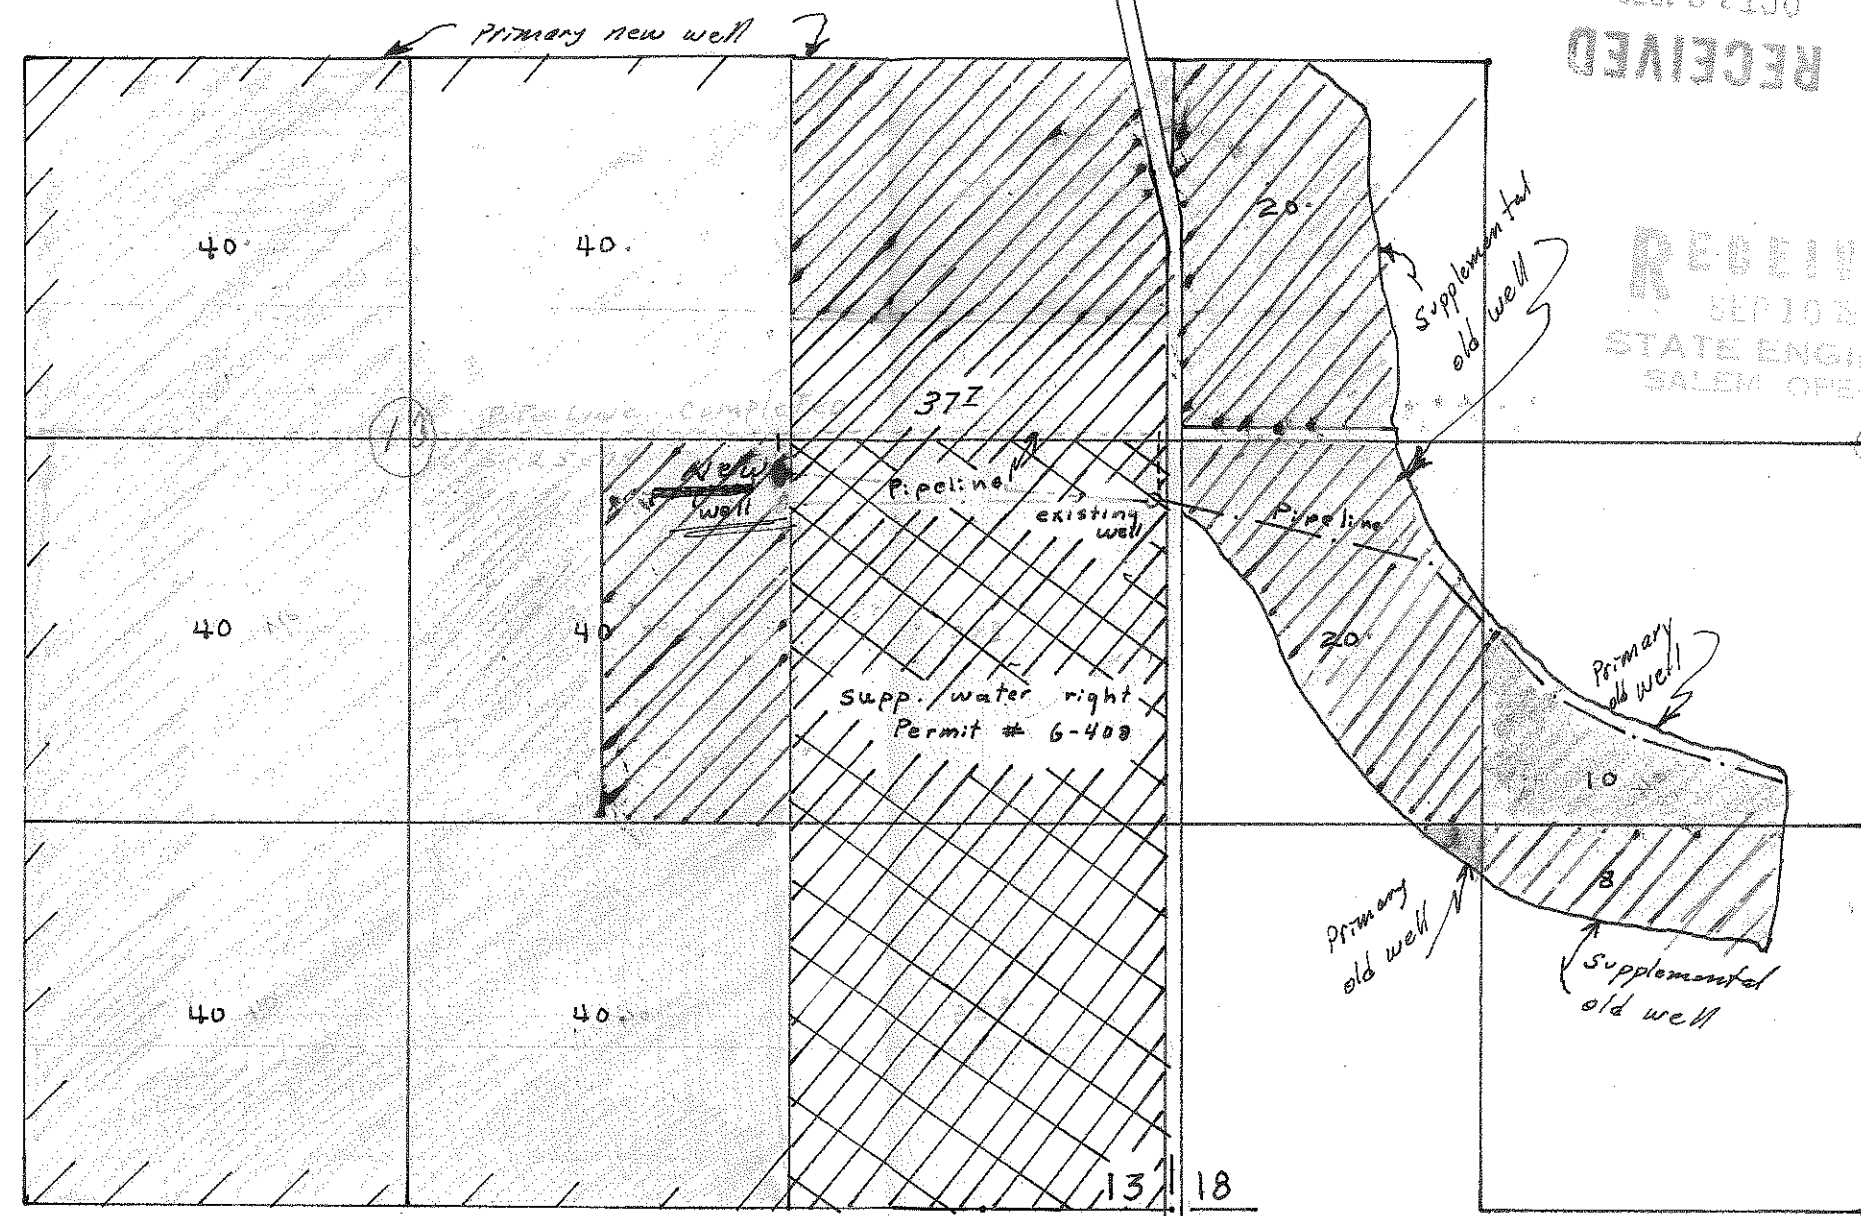 Primary new well
RECEIVED
40.
40.
20.
Supplemental
old well
STATE ENGI
SALEM ORE
37
Pipeline Completed
New
well
Pipeline
existing
well
Pipeline
40
40
20.
Supp. water right
Permit # G-408
Primary
old well
10
8
Primary
old well
Supplemental
old well
40
40.
13
18